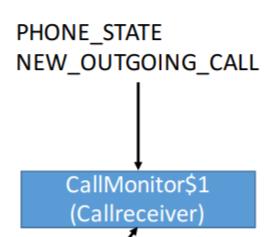 PHONE_STATE
NEW_OUTGOING_CALL
CallMonitor$1
(Callreceiver)